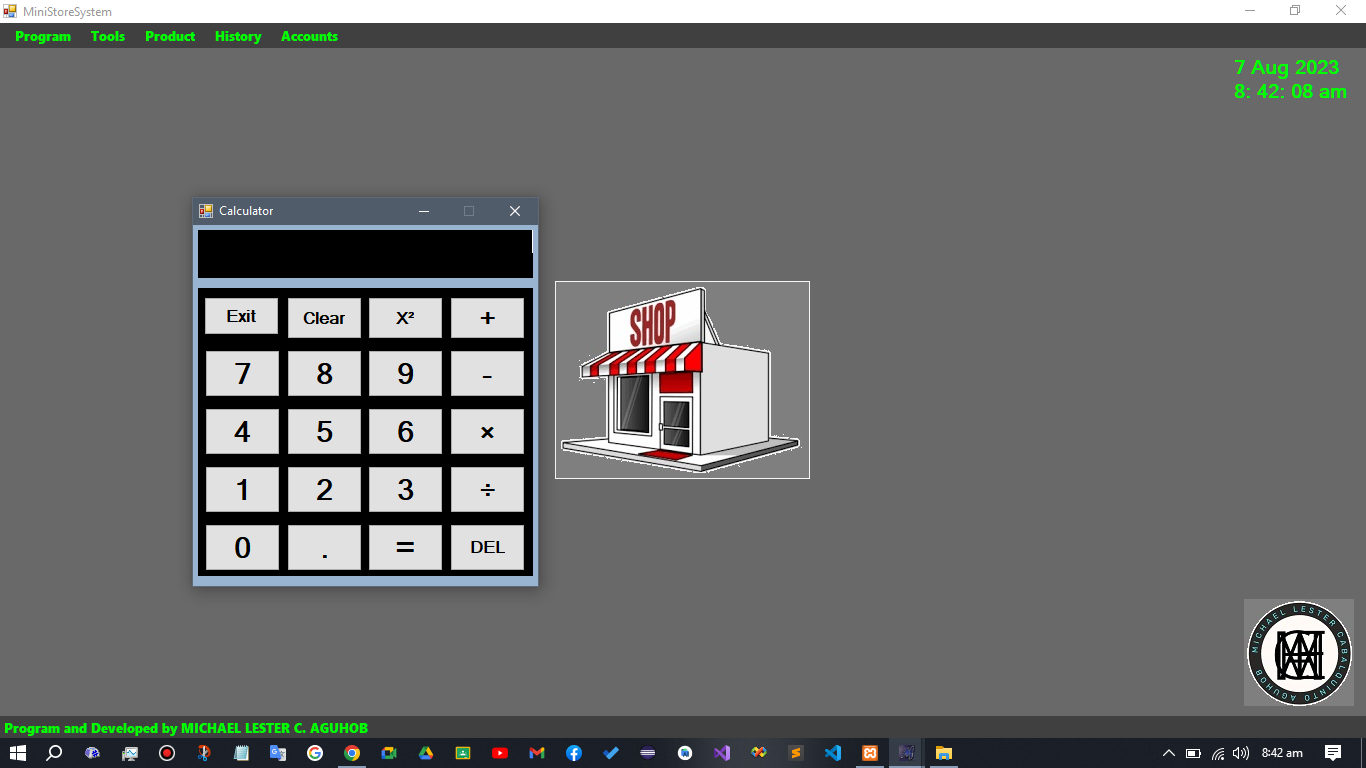 MiniStoreSystem
Program Tools Product History Accounts
7 Aug 2023
8: 42: 08 am
Calculator
Exit Clear X² +
7 8 9 -
4 5 6 ×
1 2 3 ÷
0 . = DEL
SHOP
MICHAEL LESTER CABALQUINTO AGUHOB
Program and Developed by MICHAEL LESTER C. AGUHOB
8:42 am